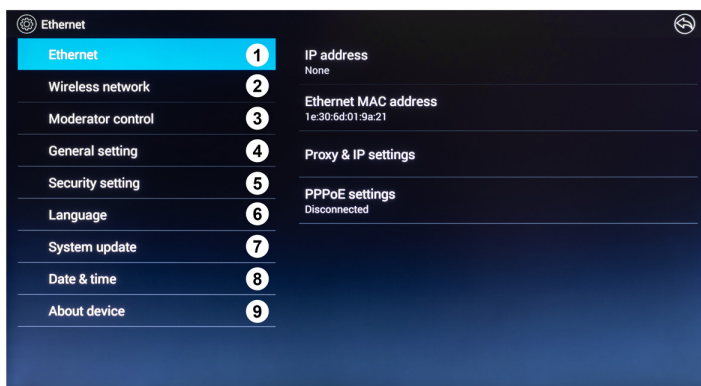 Ethernet
Ethernet 1
Wireless network 2
Moderator control 3
General setting 4
Security setting 5
Language 6
System update 7
Date & time 8
About device 9
IP address
None
Ethernet MAC address
1e:30:6d:01:9a:21
Proxy & IP settings
PPPoE settings
Disconnected